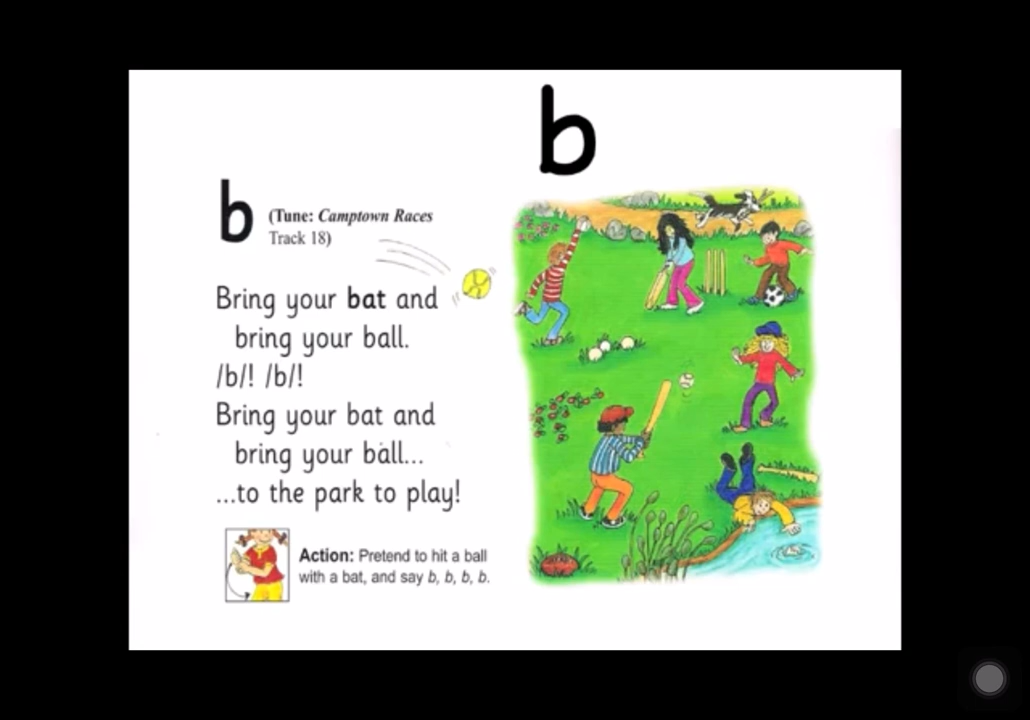 b
b
(Tune: Camptown Races
Track 18)
Bring your bat and
bring your ball.
/b/! /b/!
Bring your bat and
bring your ball...
...to the park to play!
Action: Pretend to hit a ball
with a bat, and say b, b, b, b.